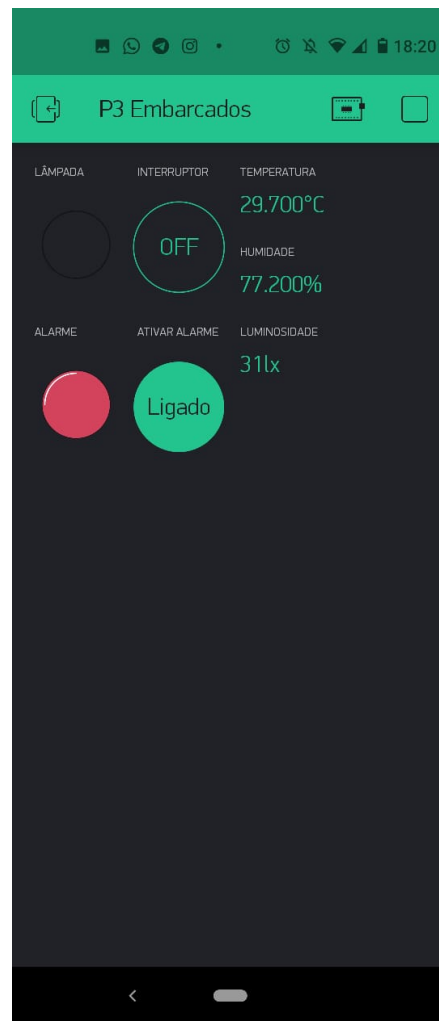 18:20
P3 Embarcados
LÂMPADA
INTERRUPTOR
TEMPERATURA
29.700°C
OFF
HUMIDADE
77.200%
ALARME
ATIVAR ALARME
LUMINOSIDADE
31lx
Ligado